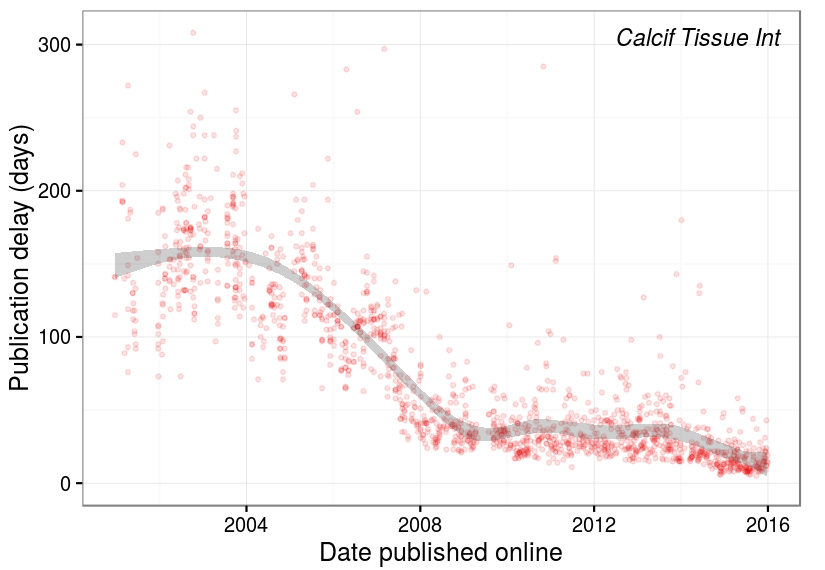 Calcif Tissue Int
Publication delay (days)
300
200
100
0
2004
2008
2012
2016
Date published online